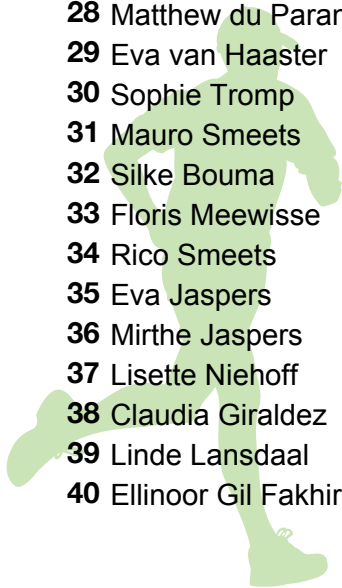 28 Matthew du
29 Eva van Haaster
30 Sophie Tromp
31 Mauro Smeets
32 Silke Bouma
33 Floris Meewisse
34 Rico Smeets
35 Eva Jaspers
36 Mirthe Jaspers
37 Lisette Niehoff
38 Claudia Giraldez
39 Linde Lansdaal
40 Ellinoor Gil